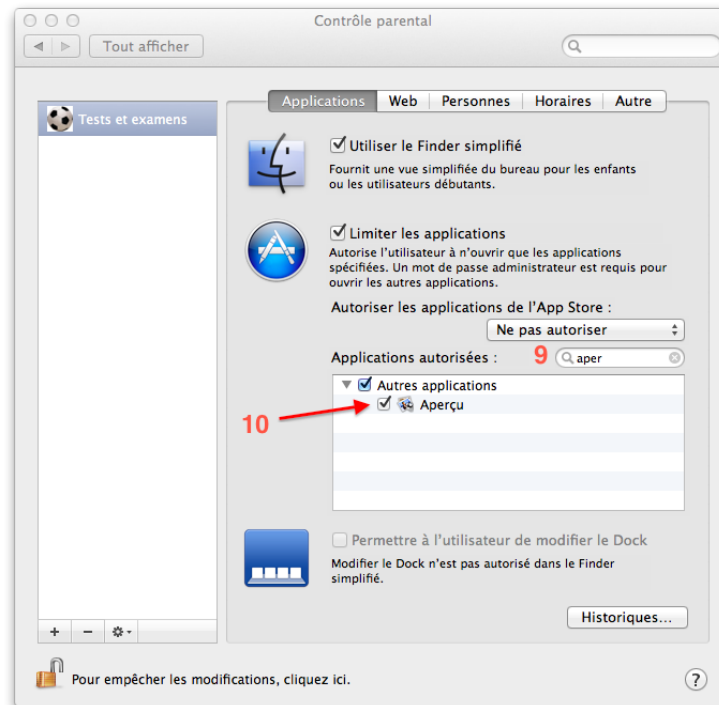 Contrôle parental
Tout afficher
Tests et examens
Applications Web Personnes Horaires Autre
Utiliser le Finder simplifié
Fournit une vue simplifiée du bureau pour les enfants
ou les utilisateurs débutants.
Limiter les applications
Autorise l'utilisateur à n'ouvrir que les applications
spécifiées. Un mot de passe administrateur est requis pour
ouvrir les autres applications.
Autoriser les applications de l'App Store :
Ne pas autoriser
Applications autorisées : 9 aper
Autres applications
Aperçu
10
Permettre à l'utilisateur de modifier le Dock
Modifier le Dock n'est pas autorisé dans le Finder
simplifié.
Historiques...
+ −
Pour empêcher les modifications, cliquez ici. ?